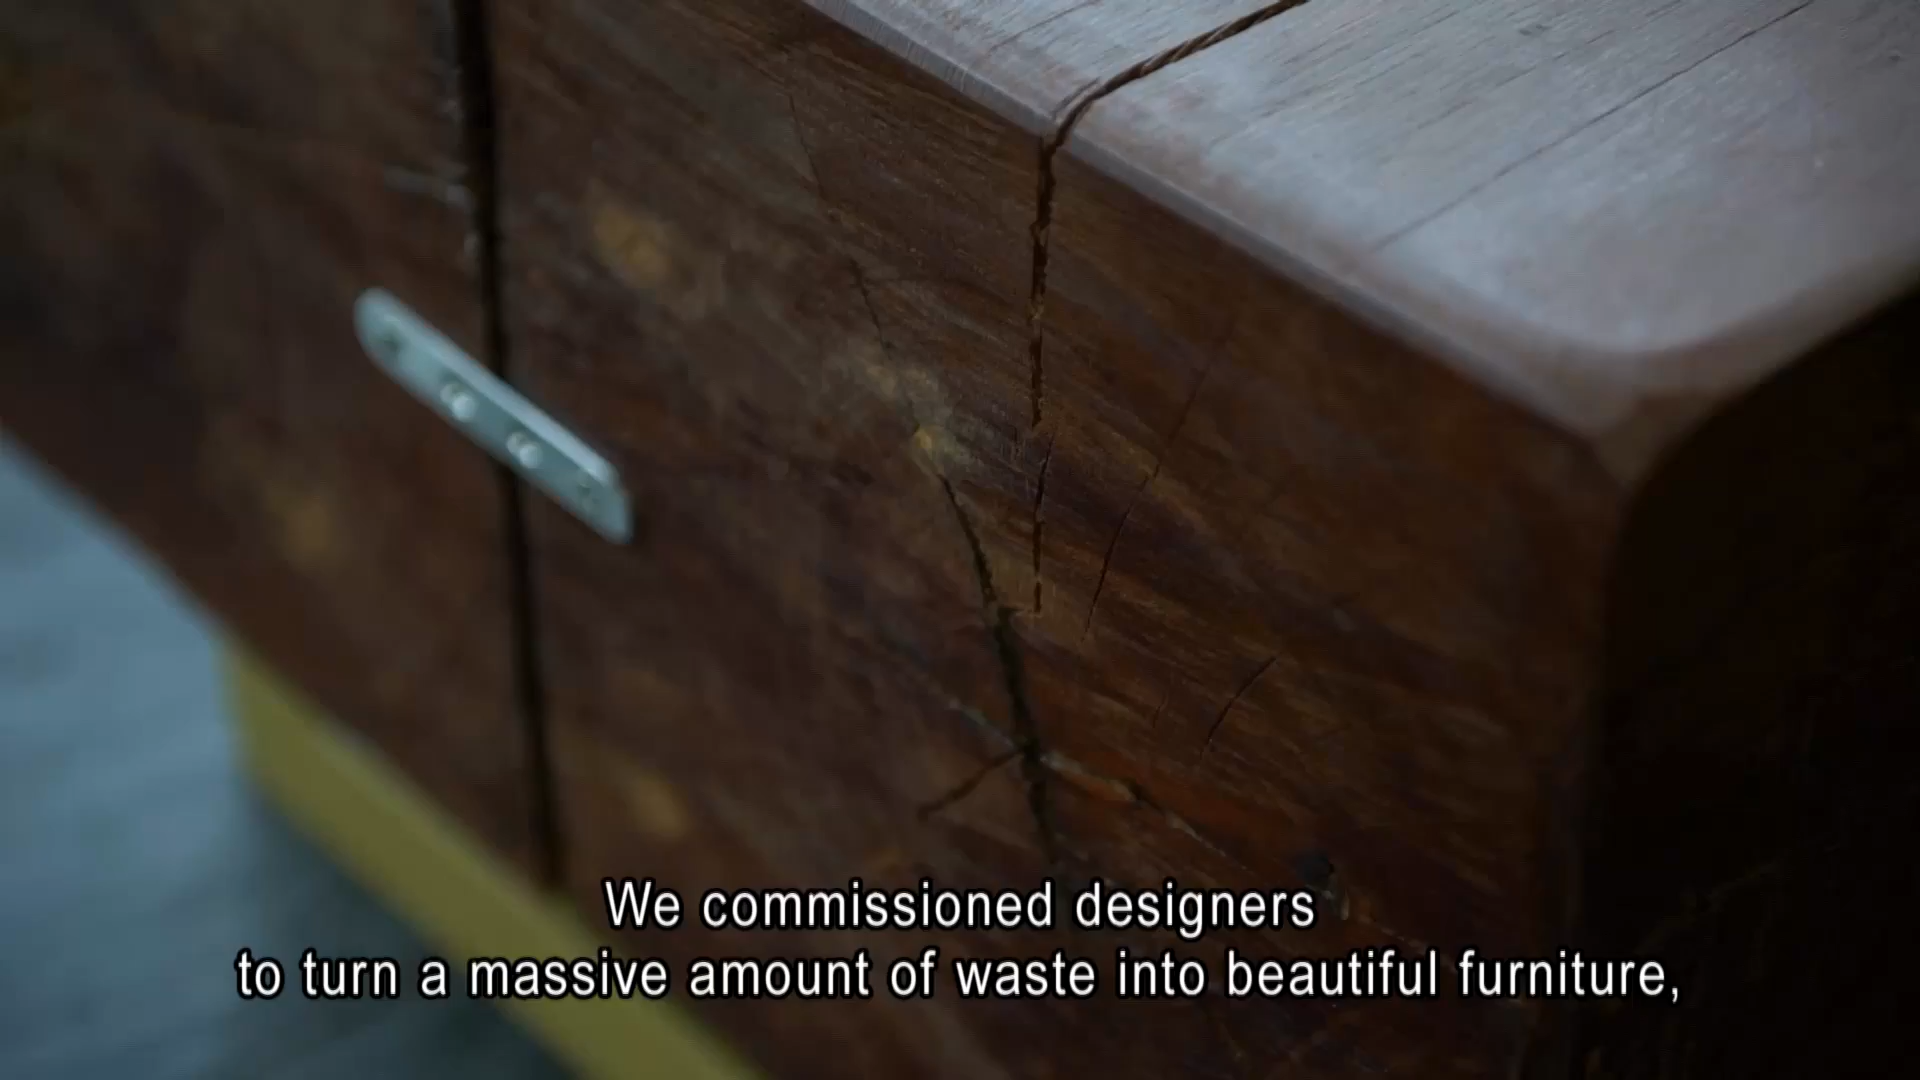 We commissioned designers
to turn a massive amount of waste into beautiful furniture,